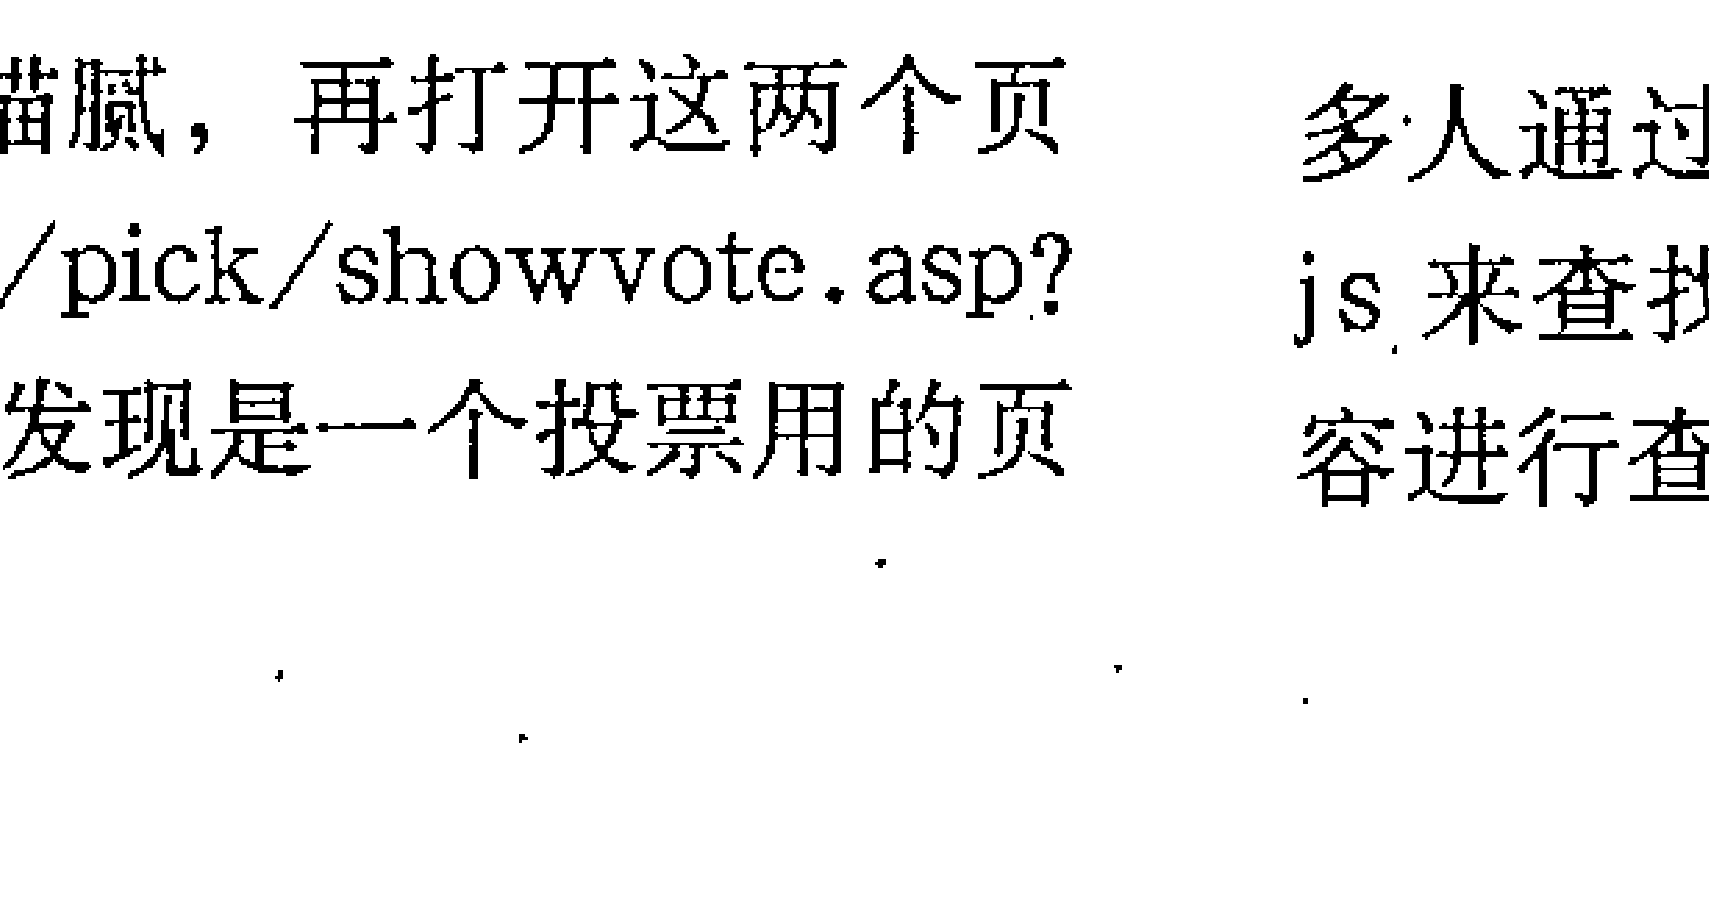 猫腻，再打开这两个页
/pick/showvote.asp?
发现是一个投票用的页
多人通过
js 来查找
容进行查